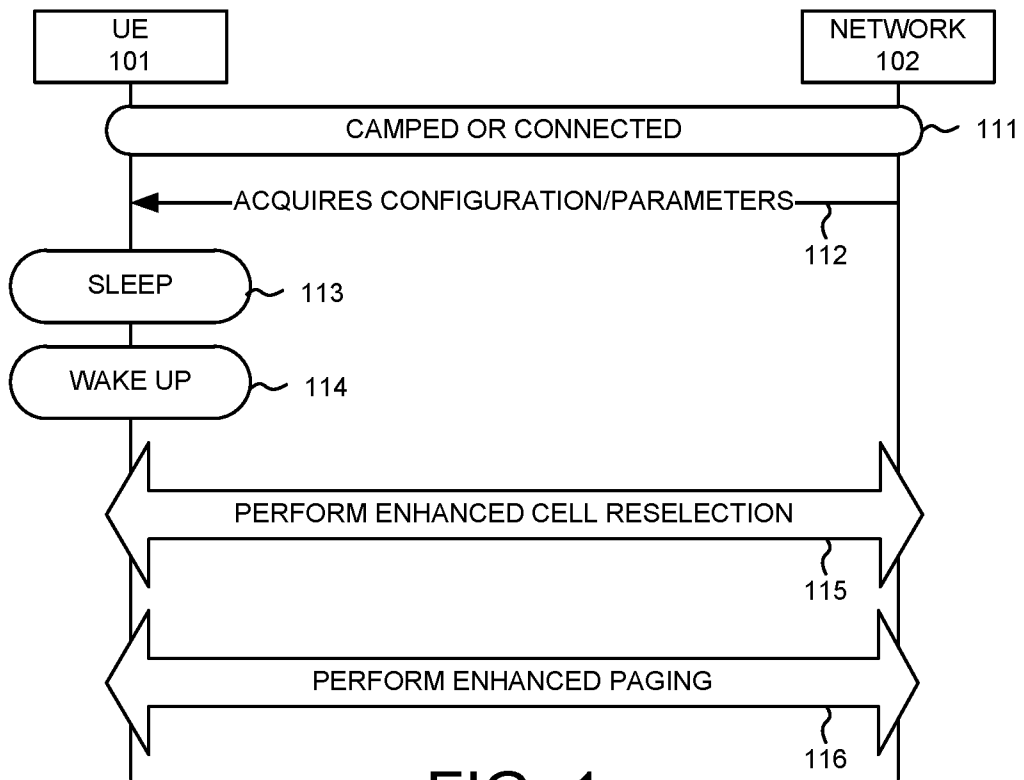 UE
101
NETWORK
102
CAMPED OR CONNECTED
111
ACQUIRES CONFIGURATION/PARAMETERS
112
SLEEP
113
WAKE UP
114
PERFORM ENHANCED CELL RESELECTION
115
PERFORM ENHANCED PAGING
116
FIG. 1